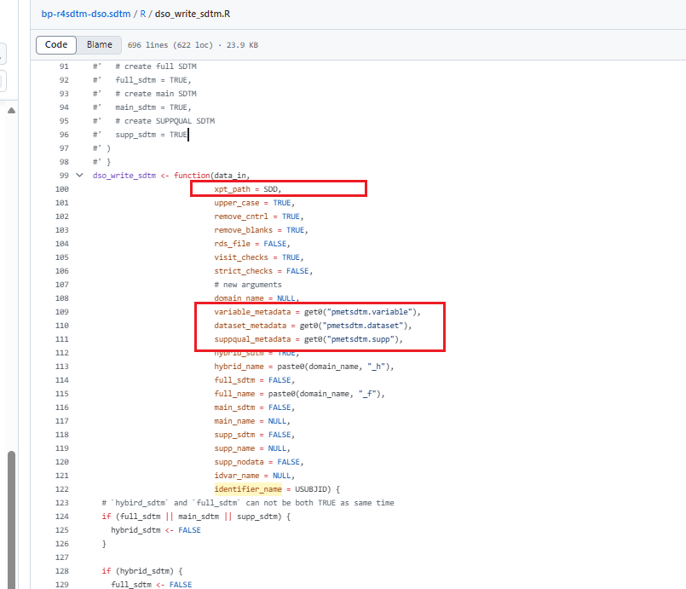 bp-r4sdtm-dso.sdtm / R / dso_write_sdtm.R
Code Blame 696 lines (622 loc) · 23.9 KB
91 #' # create full SDTM
92 #' full_sdtm = TRUE,
93 #' # create main SDTM
94 #' main_sdtm = TRUE,
95 #' # create SUPPQUAL SDTM
96 #' supp_sdtm = TRUE
97 #' )
98 #' }
99 dso_write_sdtm <- function(data_in,
100 xpt_path = SDD,
101 upper_case = TRUE,
102 remove_cntrl = TRUE,
103 remove_blanks = TRUE,
104 rds_file = FALSE,
105 visit_checks = TRUE,
106 strict_checks = FALSE,
107 # new arguments
108 domain_name = NULL,
109 variable_metadata = get0("pmetsdtm.variable"),
110 dataset_metadata = get0("pmetsdtm.dataset"),
111 suppqual_metadata = get0("pmetsdtm.supp"),
112 hybrid_sdtm = TRUE,
113 hybrid_name = paste0(domain_name, "_h"),
114 full_sdtm = FALSE,
115 full_name = paste0(domain_name, "_f"),
116 main_sdtm = FALSE,
117 main_name = NULL,
118 supp_sdtm = FALSE,
119 supp_name = NULL,
120 supp_nodata = FALSE,
121 idvar_name = NULL,
122 identifier_name = USUBJID) {
123 # `hybird_sdtm` and `full_sdtm` can not be both TRUE as same time
124 if (full_sdtm || main_sdtm || supp_sdtm) {
125 hybrid_sdtm <- FALSE
126 }
127
128 if (hybrid_sdtm) {
129 full_sdtm <- FALSE